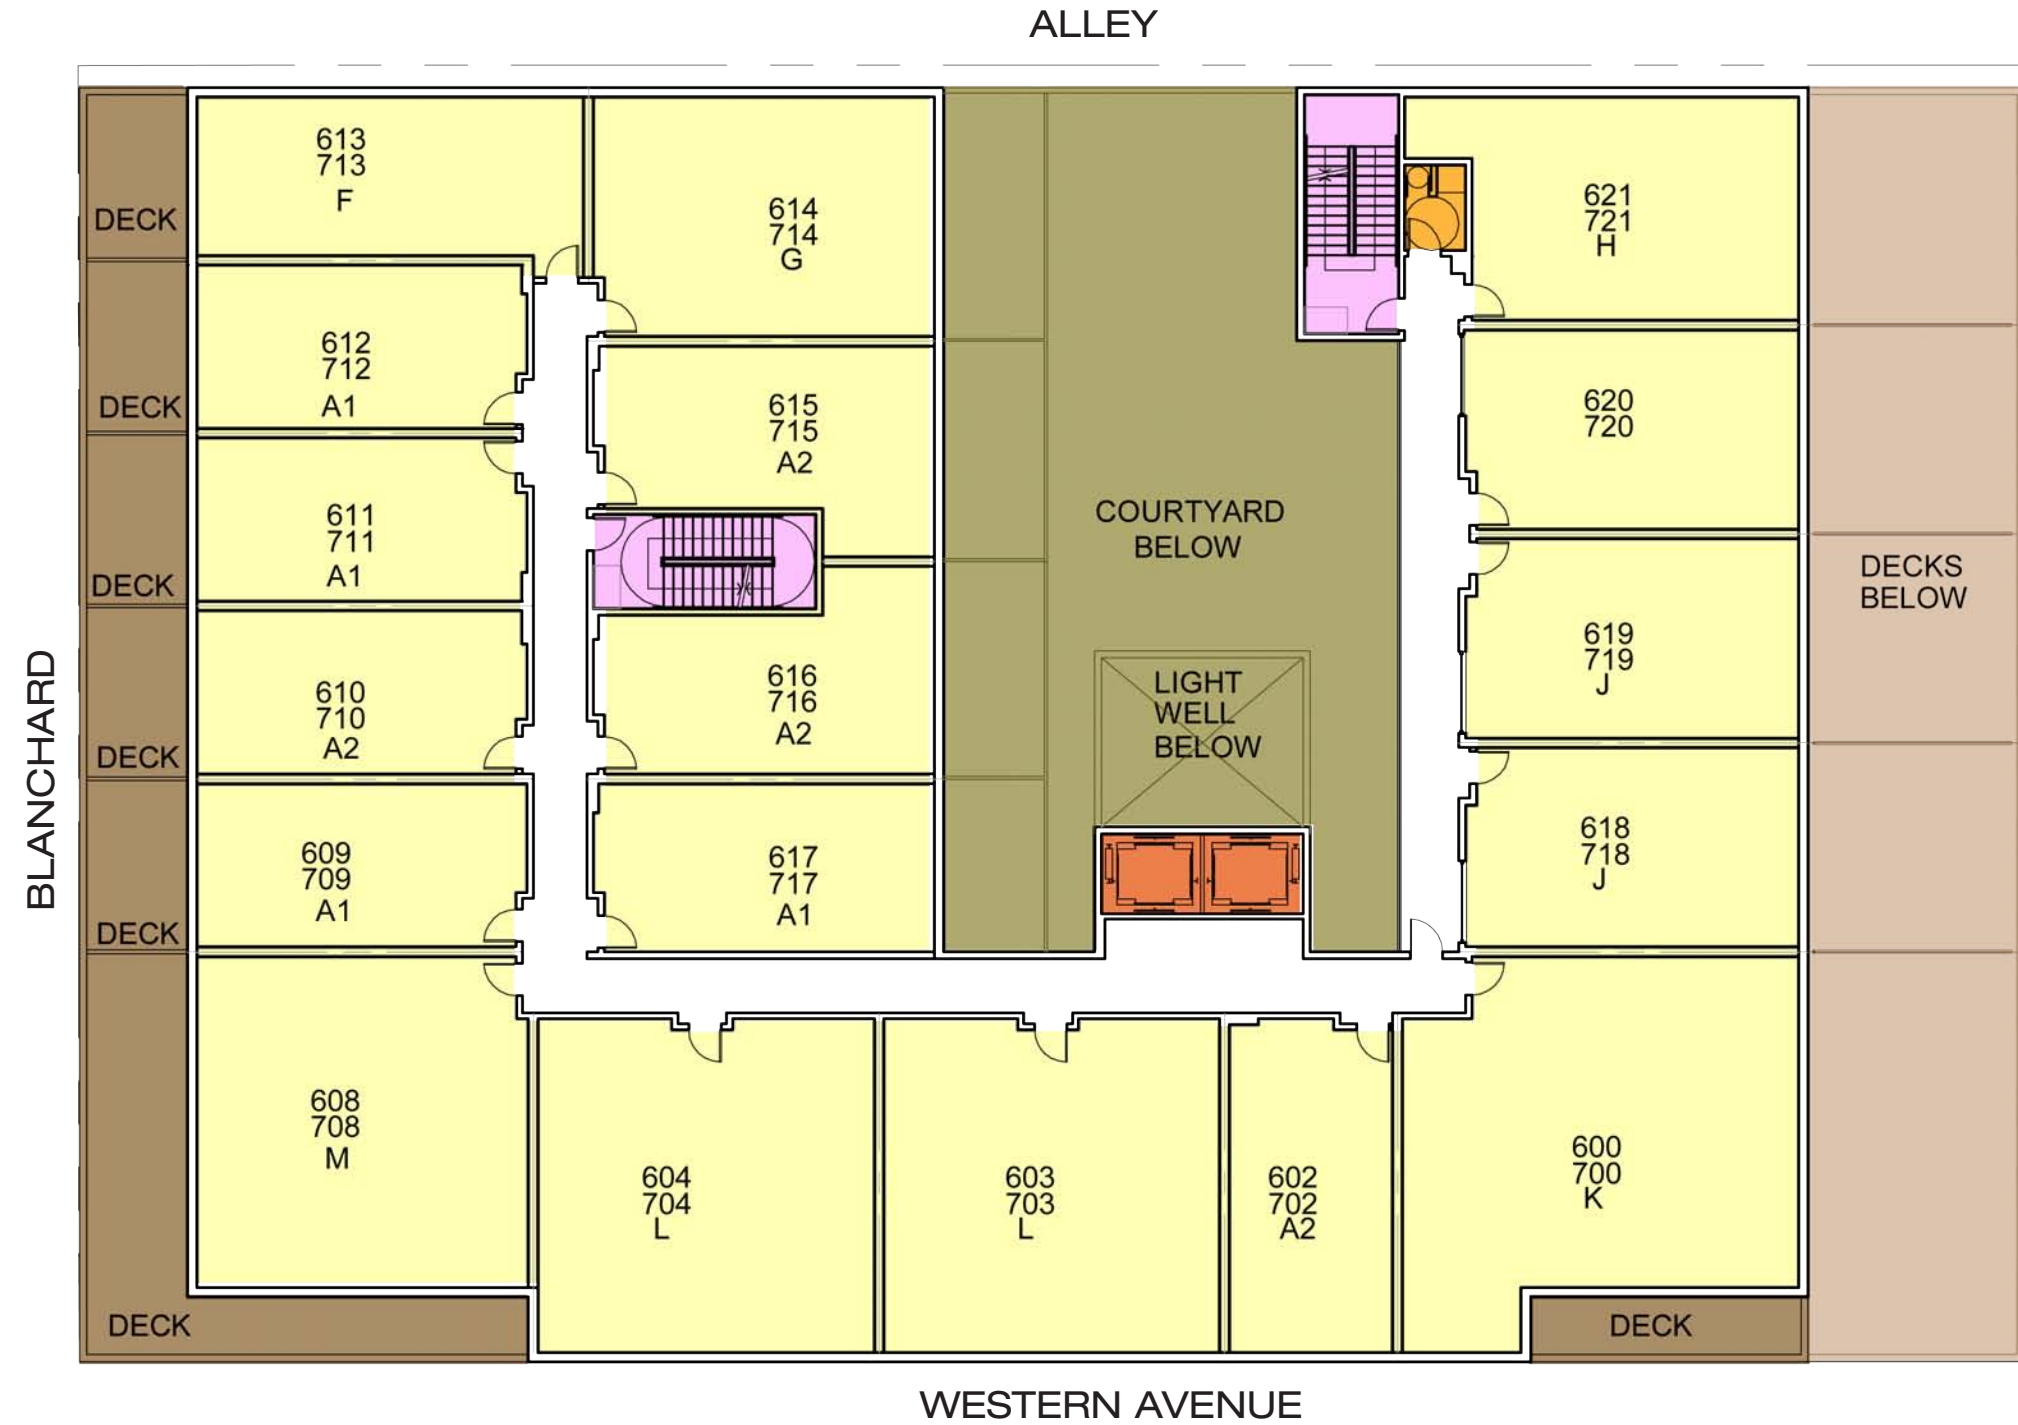 ALLEY
613
713
F
614
714
G
621
721
H
DECK
612
712
A1
DECK
615
715
A2
620
720
611
711
A1
DECK
COURTYARD
BELOW
DECKS
BELOW
BLANCHARD
610
710
A2
DECK
616
716
A2
LIGHT
WELL
BELOW
619
719
J
609
709
A1
DECK
617
717
A1
618
718
J
608
708
M
604
704
L
603
703
L
602
702
A2
600
700
K
DECK
DECK
WESTERN AVENUE